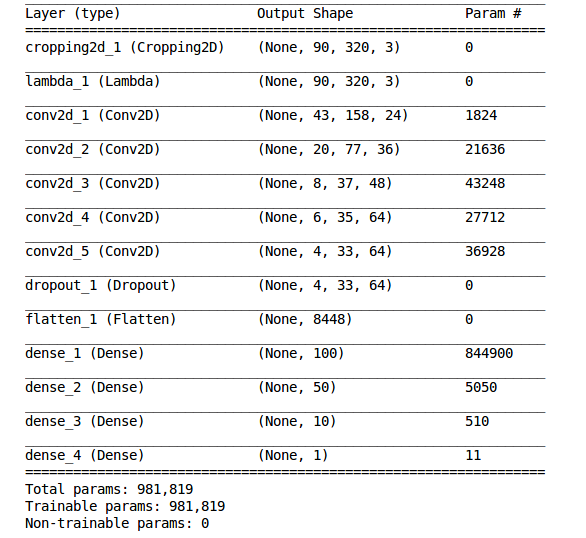 Layer (type) Output Shape Param #
=================================================================
cropping2d_1 (Cropping2D) (None, 90, 320, 3) 0
lambda_1 (Lambda) (None, 90, 320, 3) 0
conv2d_1 (Conv2D) (None, 43, 158, 24) 1824
conv2d_2 (Conv2D) (None, 20, 77, 36) 21636
conv2d_3 (Conv2D) (None, 8, 37, 48) 43248
conv2d_4 (Conv2D) (None, 6, 35, 64) 27712
conv2d_5 (Conv2D) (None, 4, 33, 64) 36928
dropout_1 (Dropout) (None, 4, 33, 64) 0
flatten_1 (Flatten) (None, 8448) 0
dense_1 (Dense) (None, 100) 844900
dense_2 (Dense) (None, 50) 5050
dense_3 (Dense) (None, 10) 510
dense_4 (Dense) (None, 1) 11
=================================================================
Total params: 981,819
Trainable params: 981,819
Non-trainable params: 0